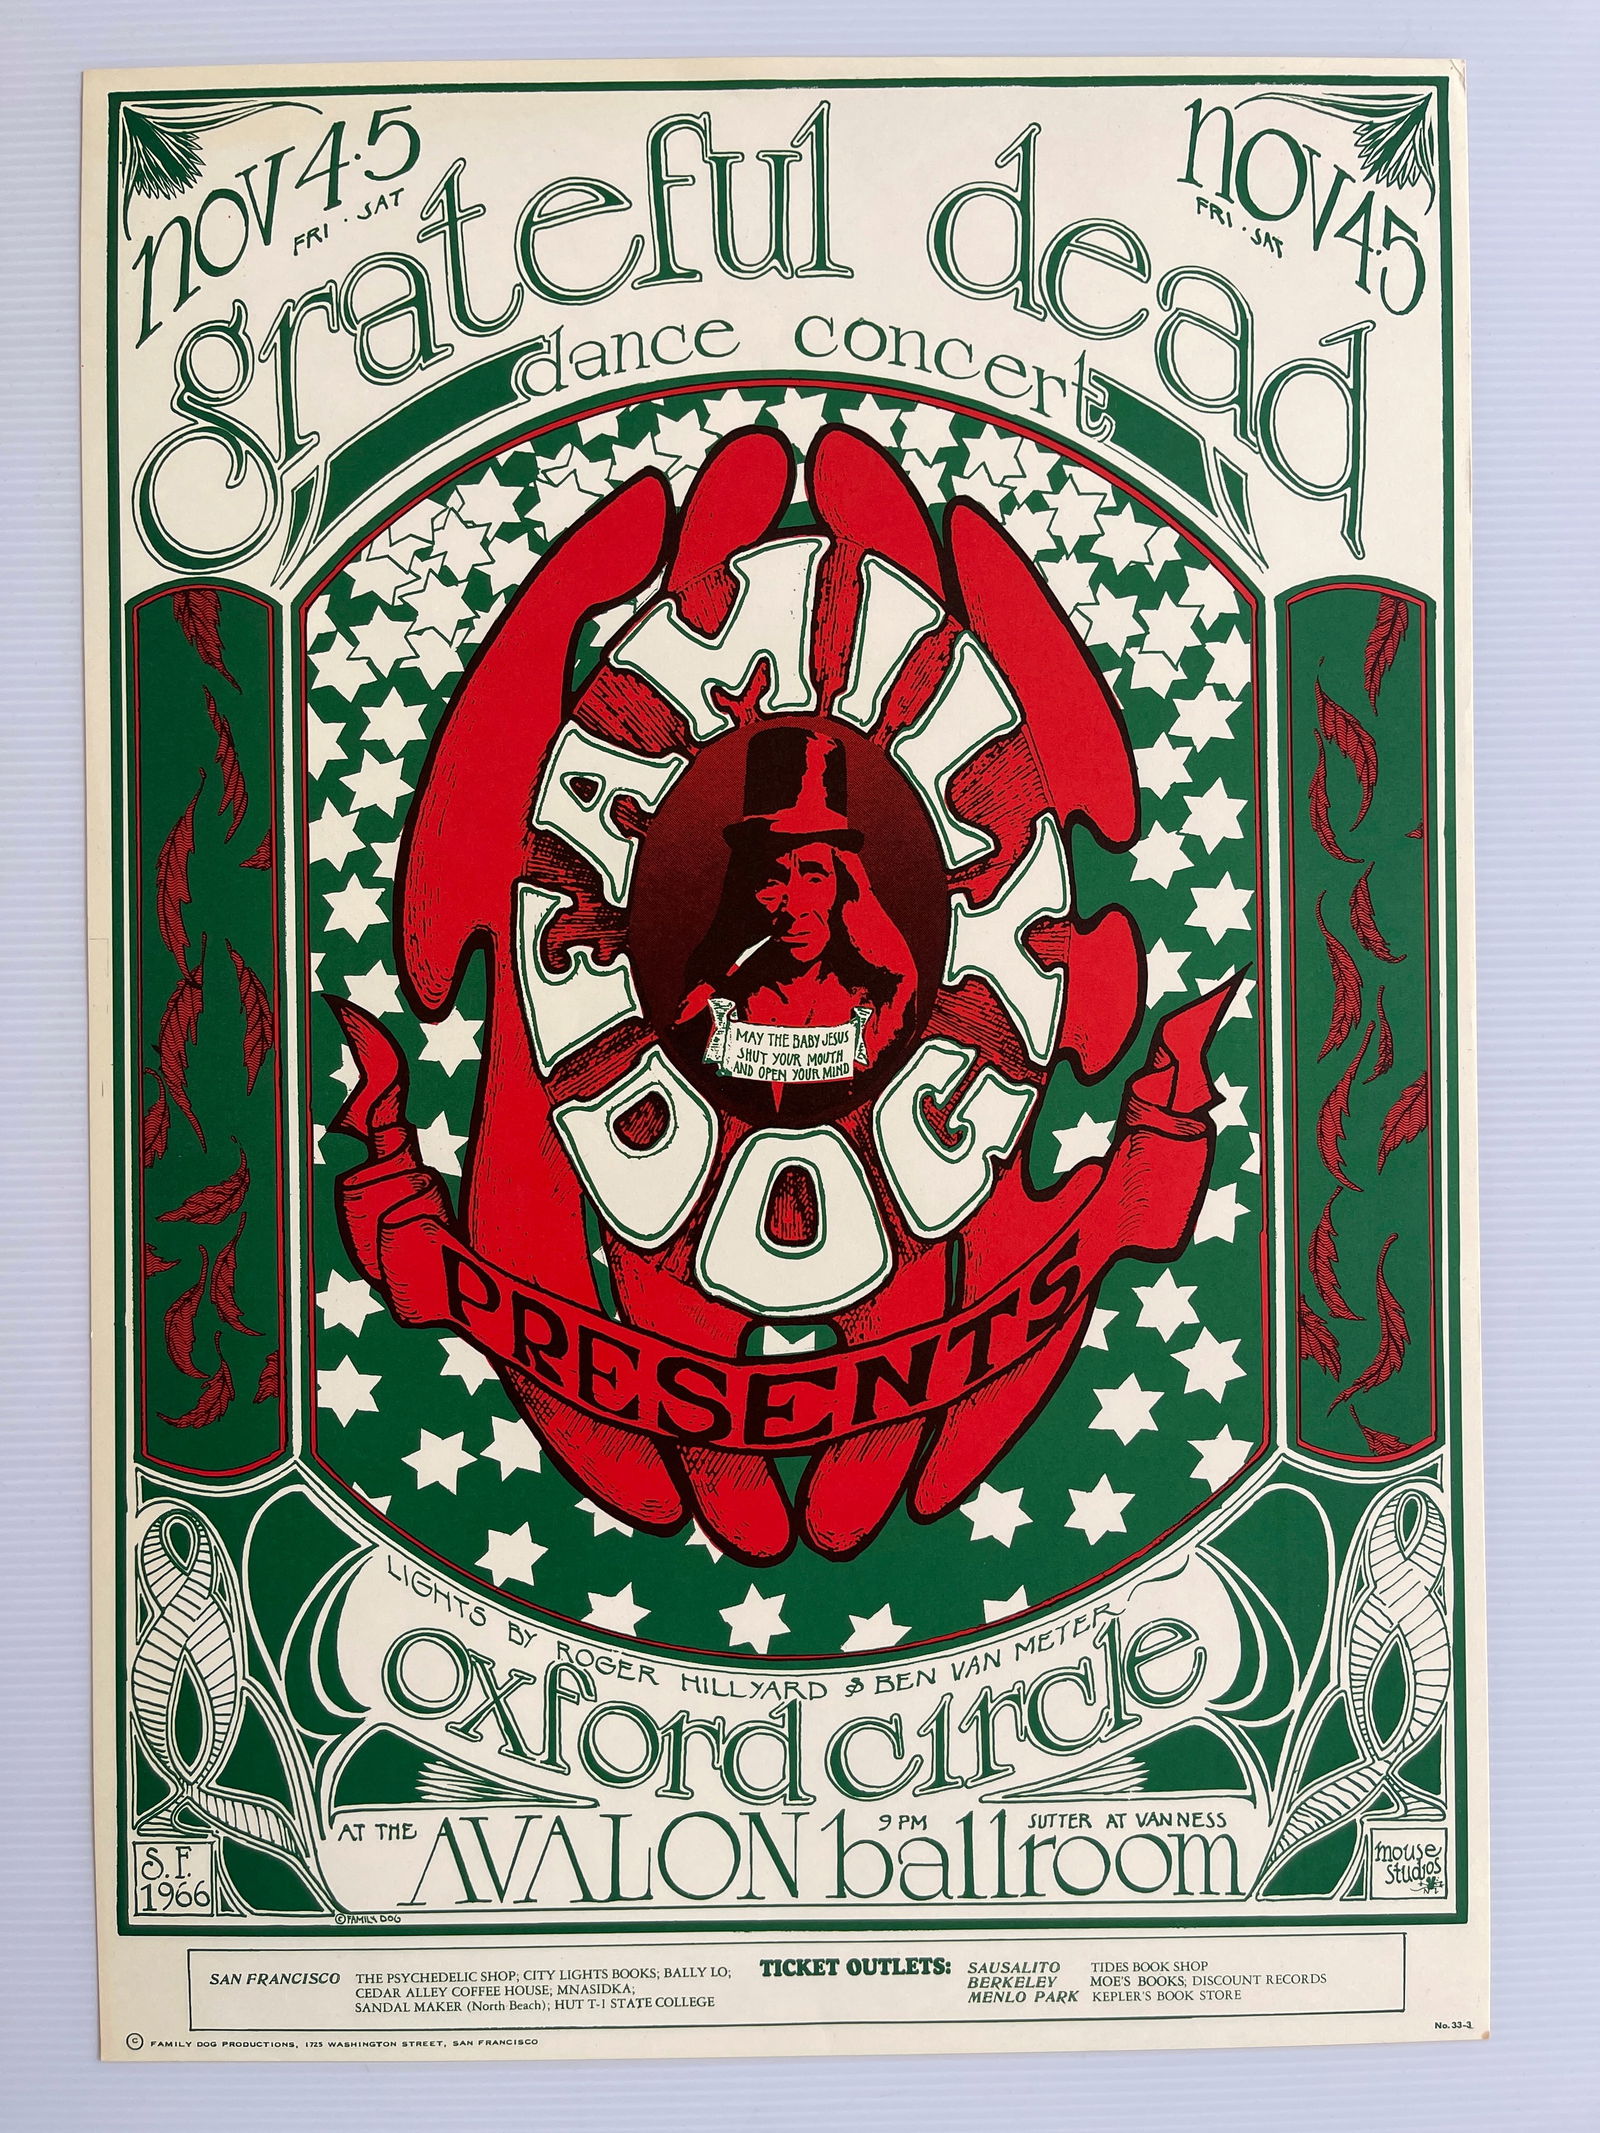 nov 4·5
FRI · SAT
nov 4·5
FRI · SAT
grateful dead
dance concert
FAMILY
DOG
MAY THE BABY JESUS
SHUT YOUR MOUTH
AND OPEN YOUR MIND
PRESENTS
LIGHTS BY ROGER HILLYARD & BEN VAN METER
oxford circle
AT THE AVALON ballroom
9 PM
SUTTER AT VAN NESS
S.F.
1966
mouse
studios
© FAMILY DOG
TICKET OUTLETS:
SAN FRANCISCO THE PSYCHEDELIC SHOP; CITY LIGHTS BOOKS; BALLY LO;
CEDAR ALLEY COFFEE HOUSE; MNASIDKA;
SANDAL MAKER (North Beach); HUT T-1 STATE COLLEGE
SAUSALITO TIDES BOOK SHOP
BERKELEY MOE'S BOOKS; DISCOUNT RECORDS
MENLO PARK KEPLER'S BOOK STORE
No. 33-3
© FAMILY DOG PRODUCTIONS, 1725 WASHINGTON STREET, SAN FRANCISCO